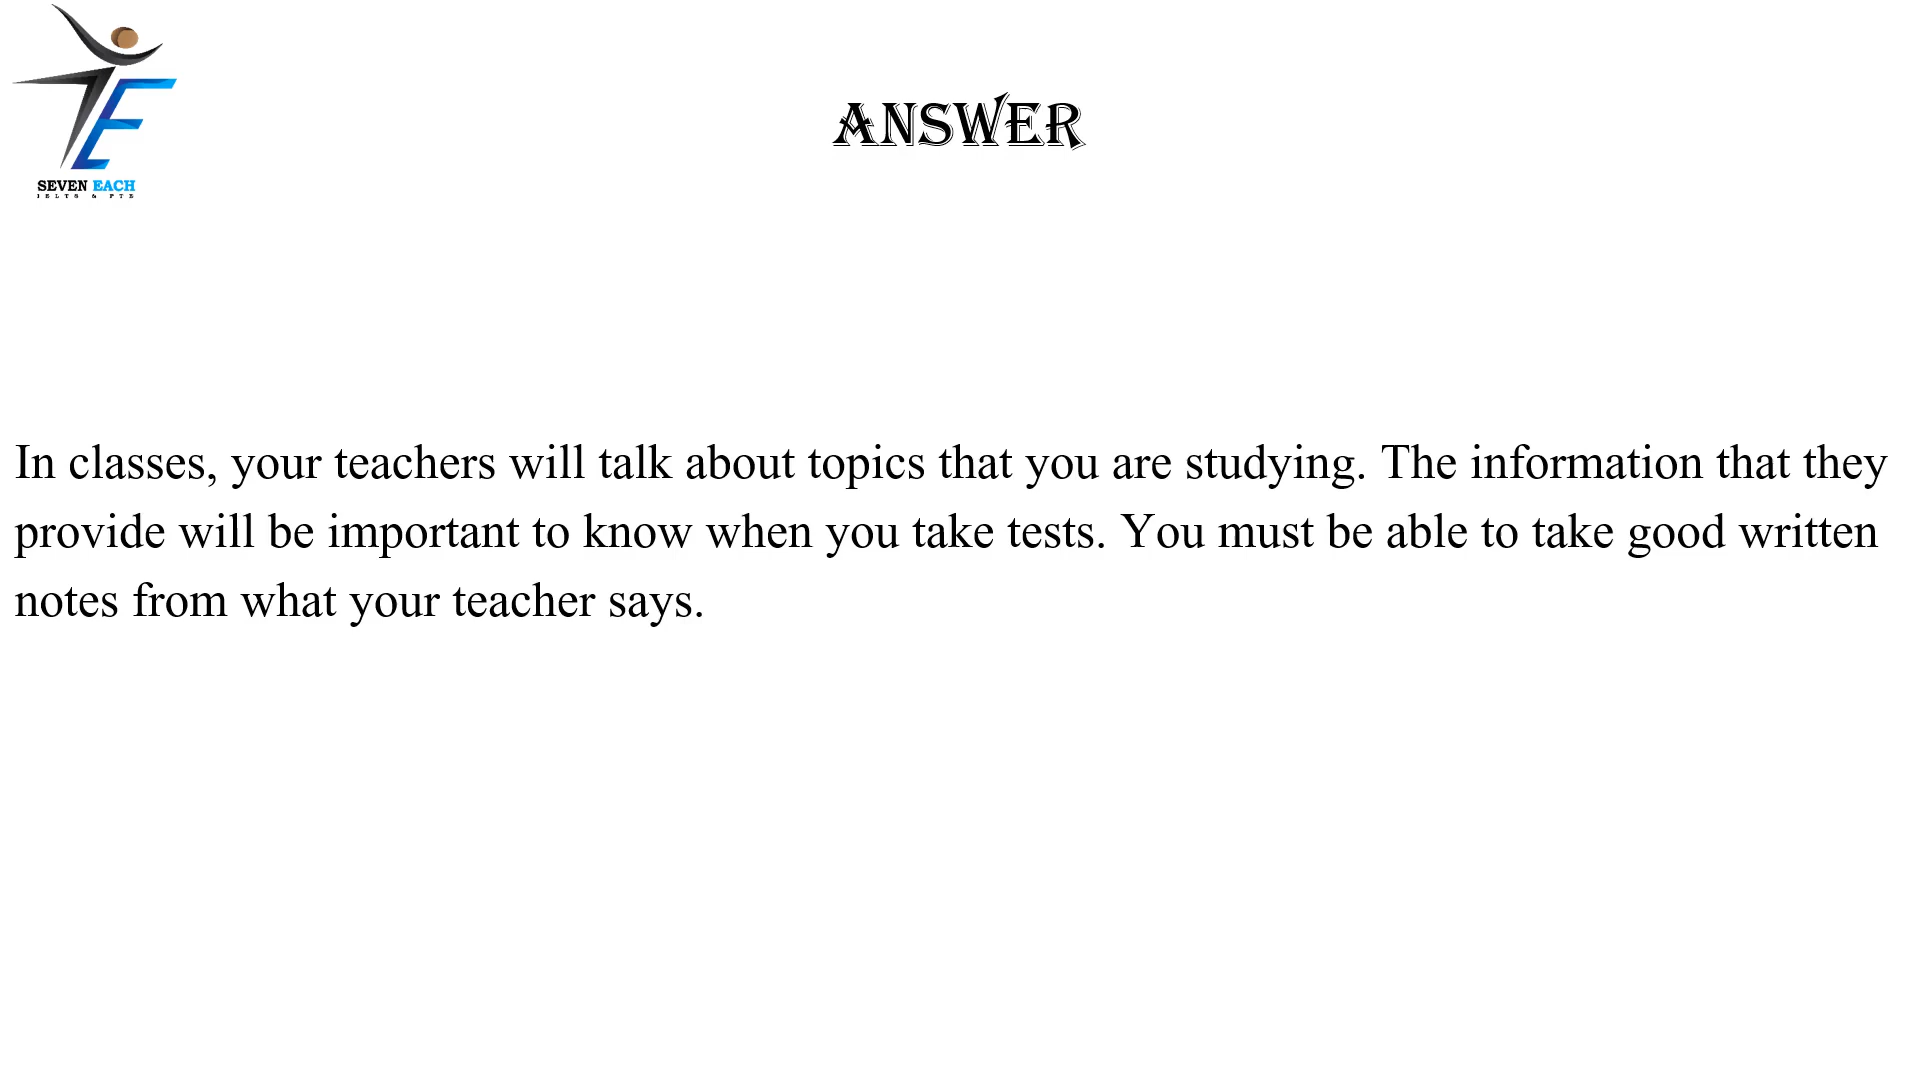 SEVEN EACH
IELTS & PTE
ANSWER
In classes, your teachers will talk about topics that you are studying. The information that they
provide will be important to know when you take tests. You must be able to take good written
notes from what your teacher says.